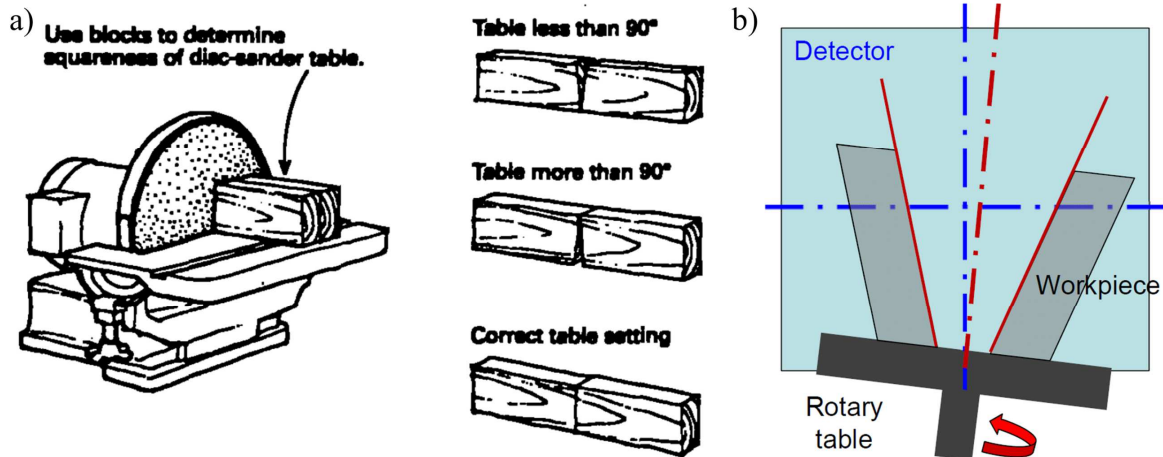 a)
Use blocks to determine
squareness of disc-sander table.
Table less than 90°
Table more than 90°
Correct table setting
b)
Detector
Workpiece
Rotary
table